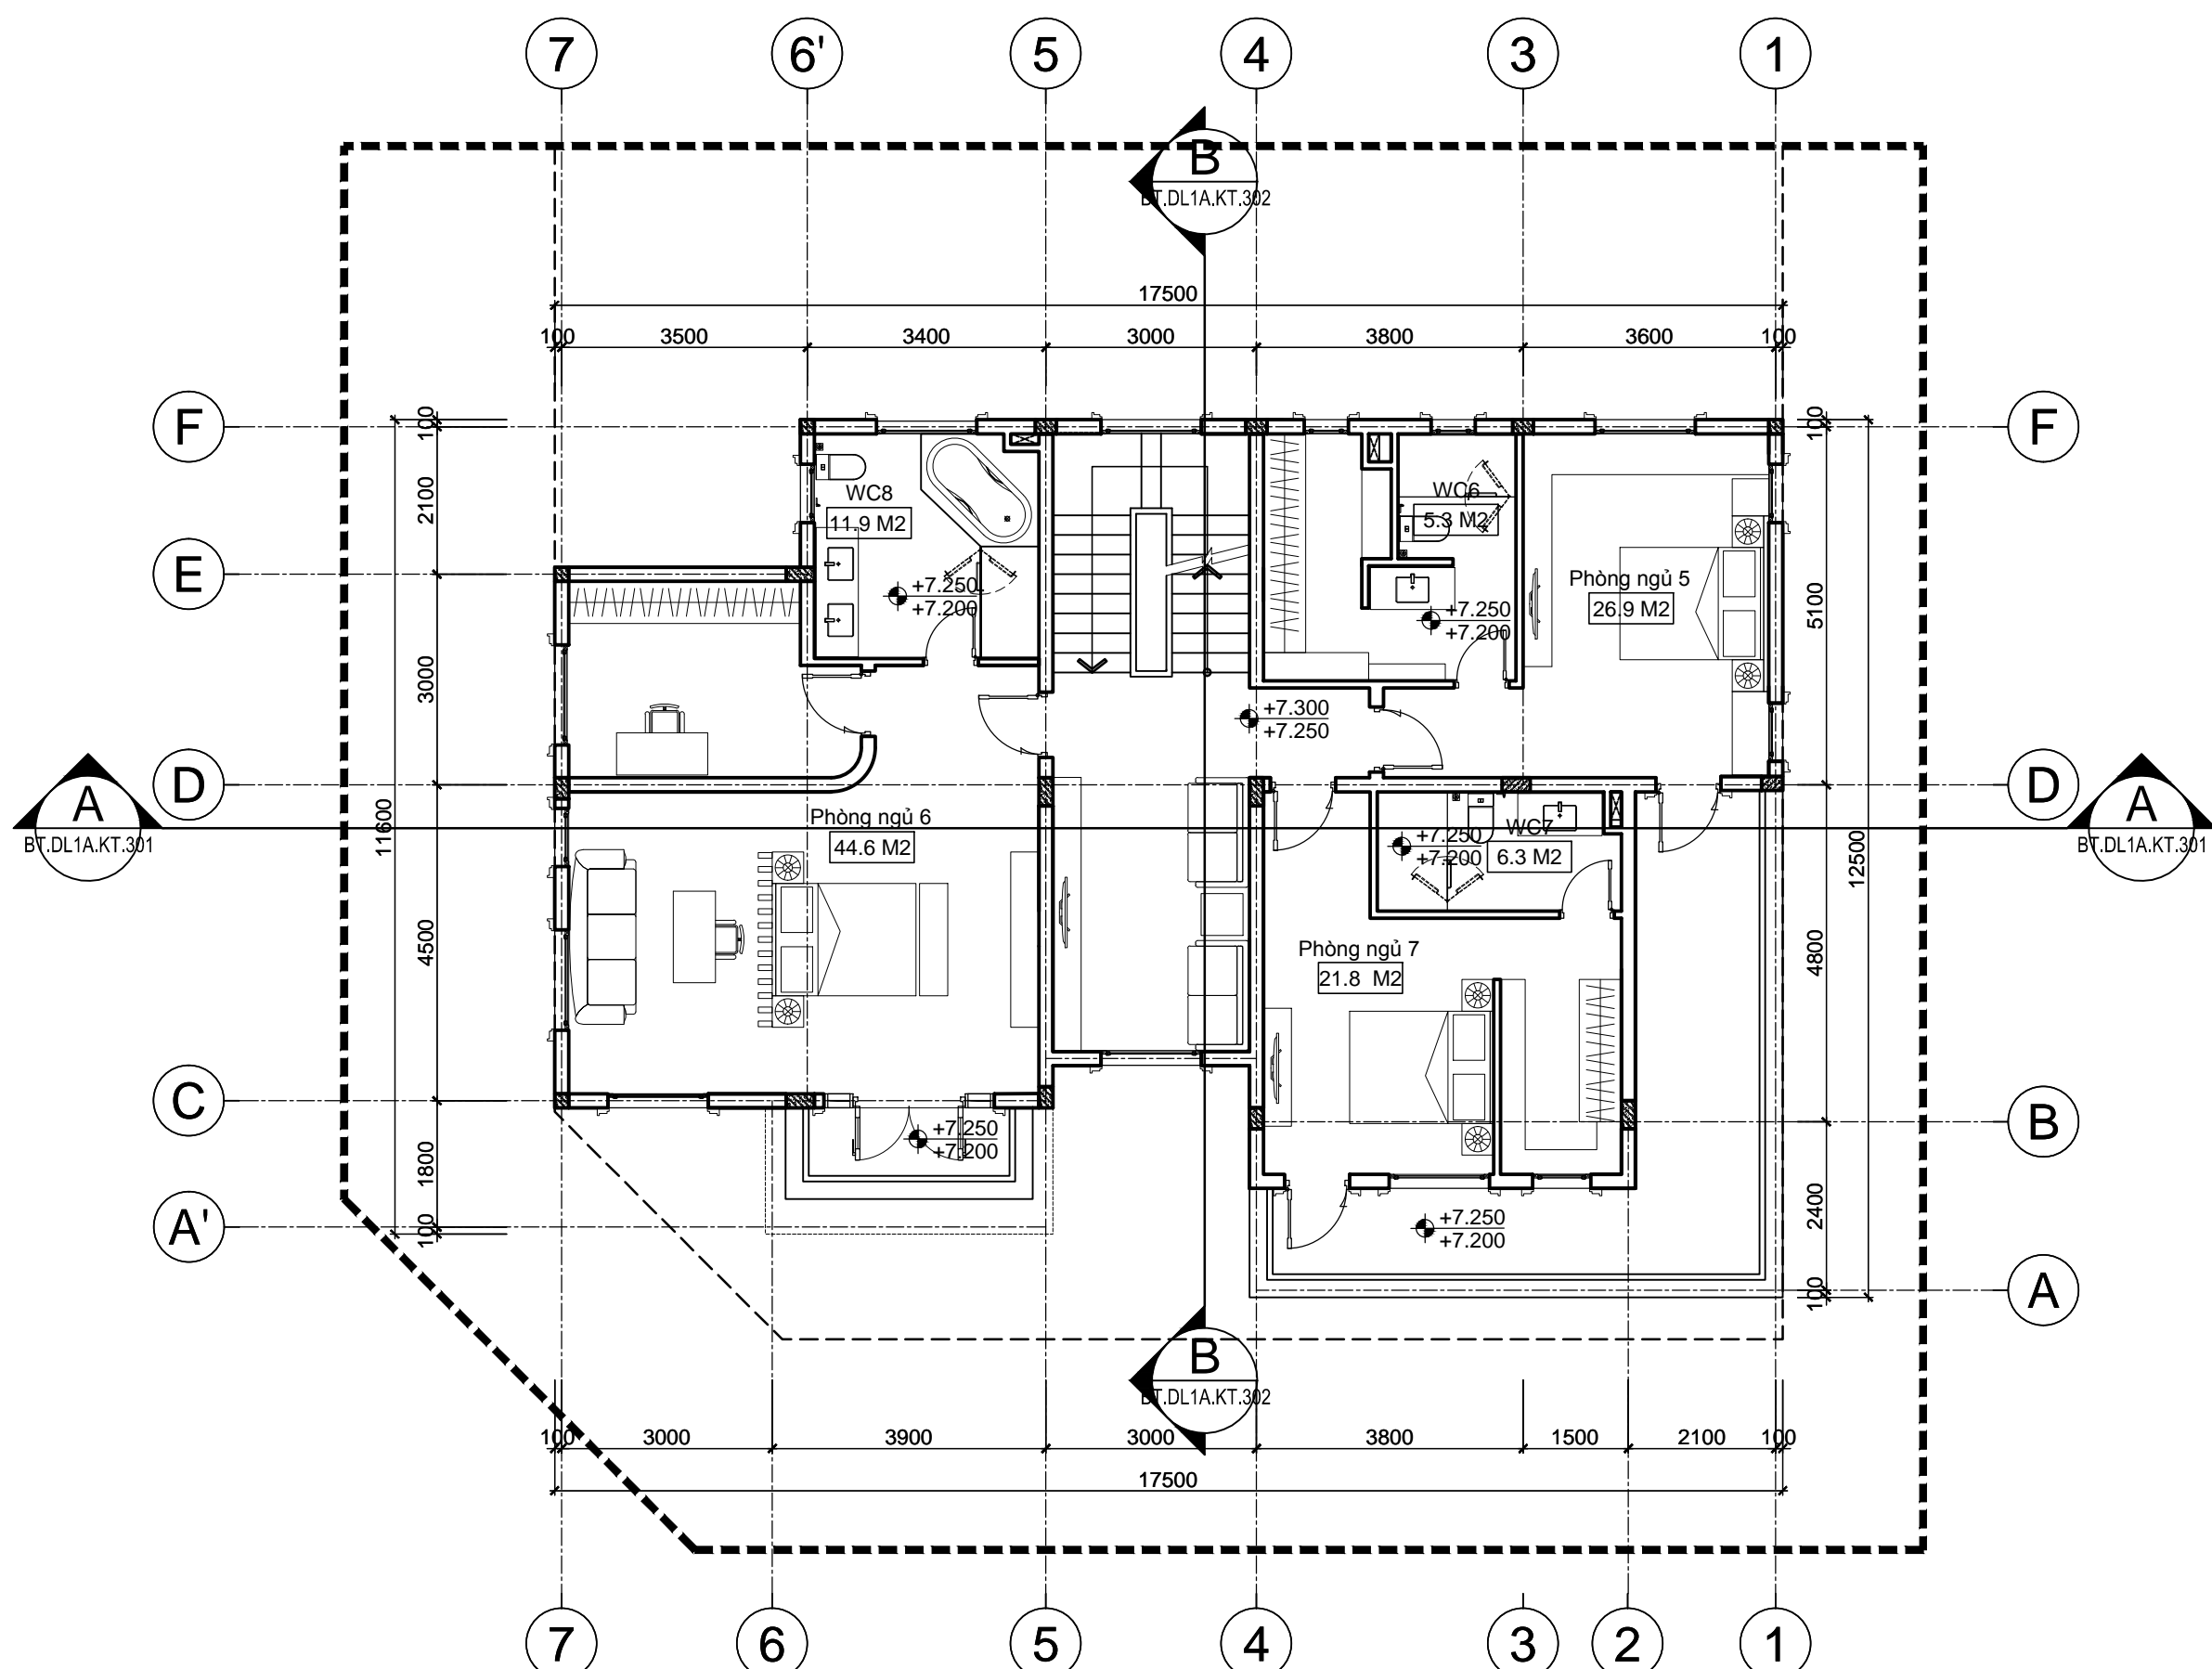 7 6' 5 4 3 1
B
BT.DL1A.KT.302
17500
100 3500 3400 3000 3800 3600 100
F
100
100
F
2100
WC8
11.9 M2
WC6
5.3 M2
E
+7.250
+7.200
Phòng ngủ 5
26.9 M2
5100
+7.250
+7.200
3000
+7.300
+7.250
D
D
A
BT.DL1A.KT.301
A
BT.DL1A.KT.301
11600
Phòng ngủ 6
44.6 M2
+7.250
+7.200
WC7
6.3 M2
12500
4500
Phòng ngủ 7
21.8 M2
4800
C
B
+7.250
+7.200
1800
A'
100
+7.250
+7.200
2400
A
100
B
BT.DL1A.KT.302
100 3000 3900 3000 3800 1500 2100 100
17500
7 6 5 4 3 2 1